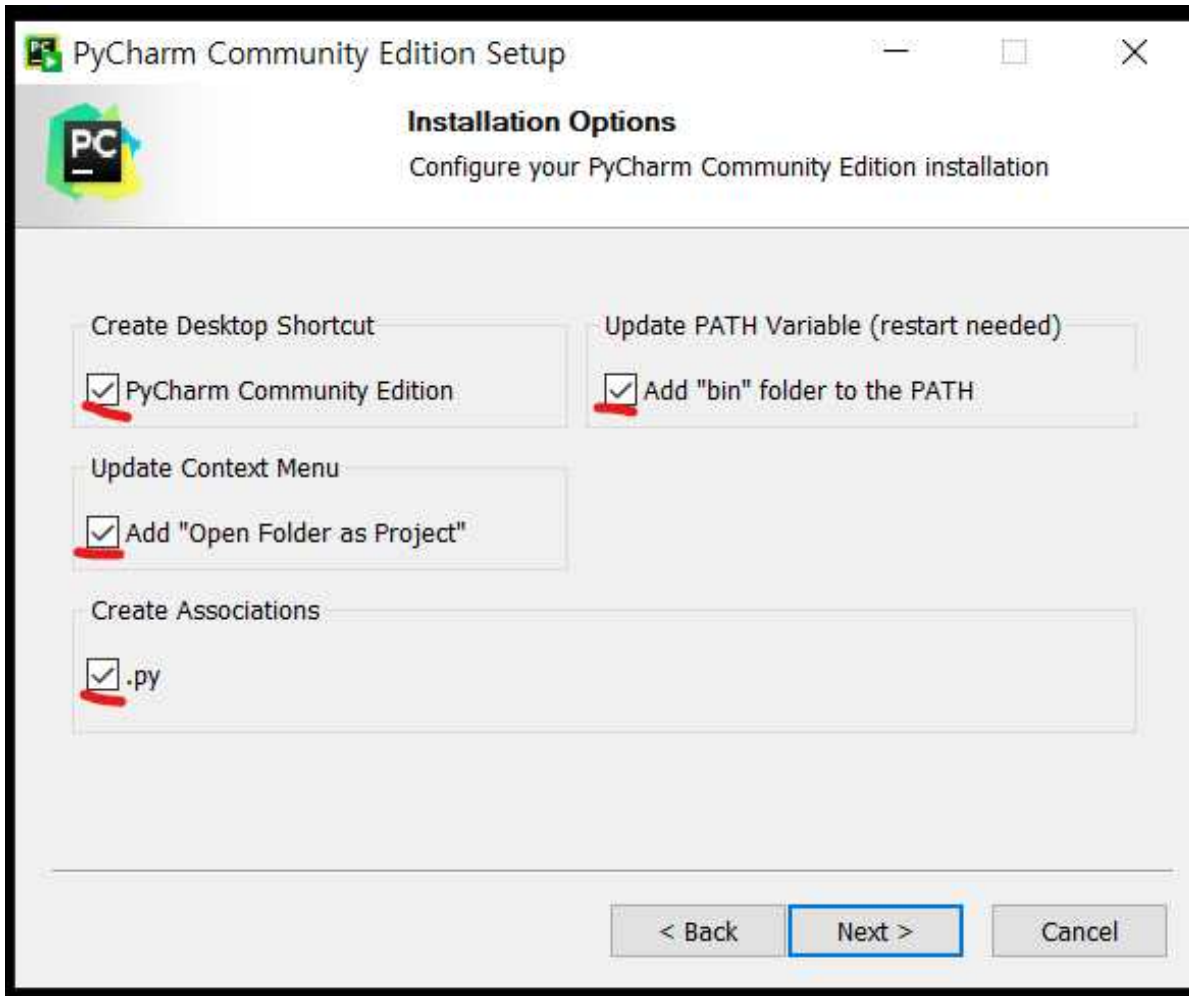 PyCharm Community Edition Setup
PC
Installation Options
Configure your PyCharm Community Edition installation
Create Desktop Shortcut
PyCharm Community Edition
Update PATH Variable (restart needed)
Add "bin" folder to the PATH
Update Context Menu
Add "Open Folder as Project"
Create Associations
.py
< Back
Next >
Cancel